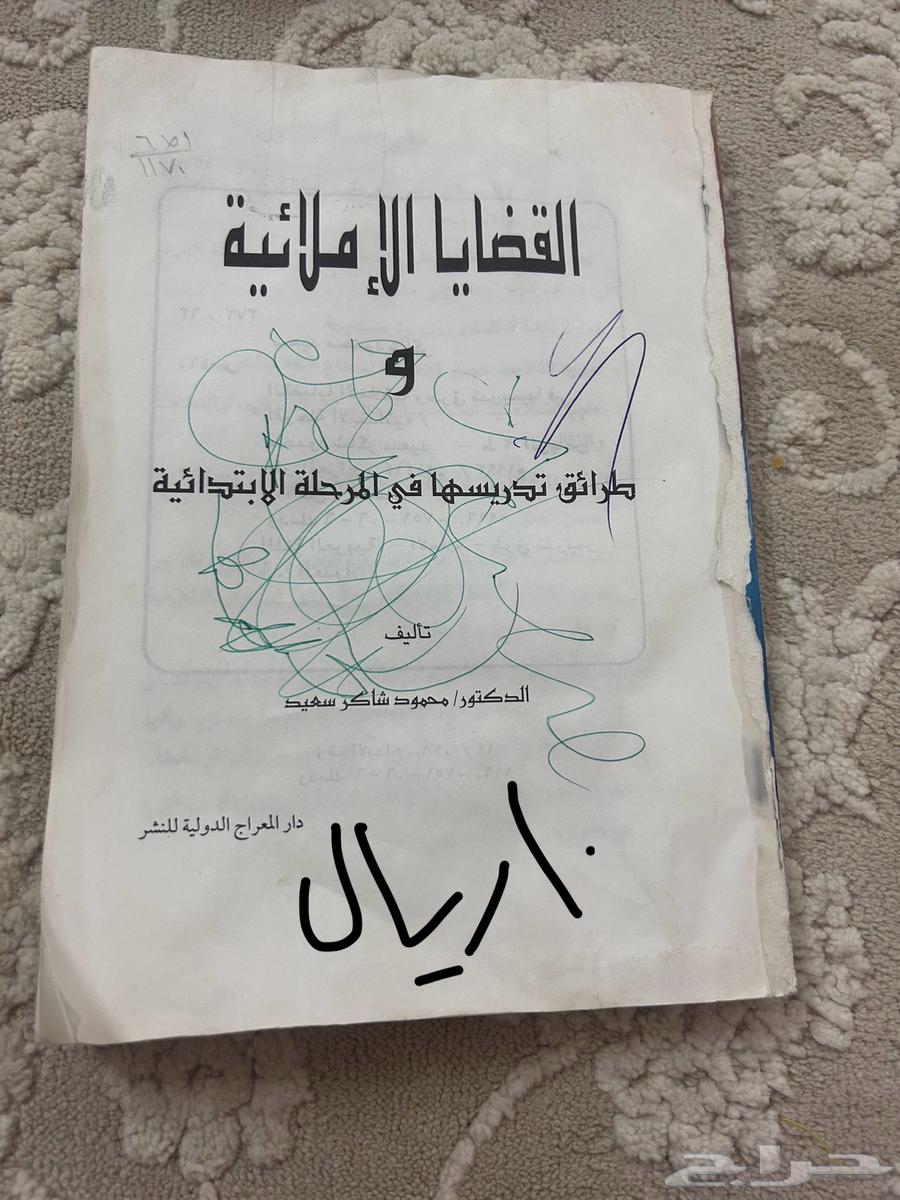 القضايا الإملائية
و
طرائق تدريسها في المرحلة الابتدائية
تأليف
الدكتور/ محمود شاكر سعيد
دار المعراج الدولية للنشر
١٠ ريال
حراج